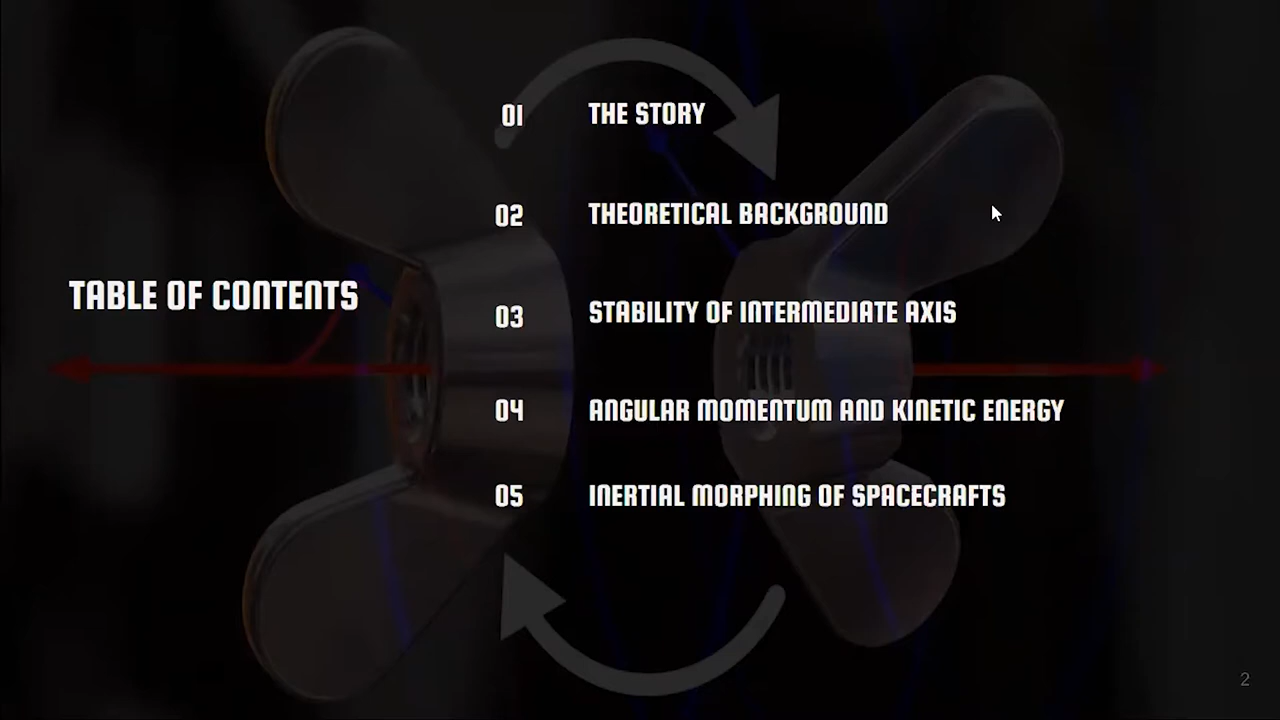 TABLE OF CONTENTS
01 THE STORY
02 THEORETICAL BACKGROUND
03 STABILITY OF INTERMEDIATE AXIS
04 ANGULAR MOMENTUM AND KINETIC ENERGY
05 INERTIAL MORPHING OF SPACECRAFTS
2